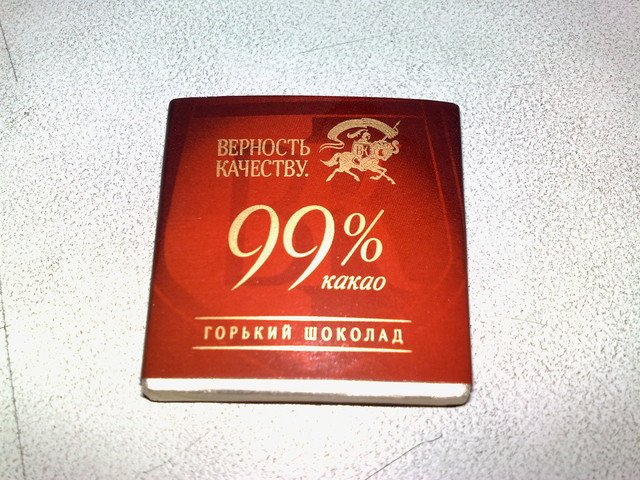 ВЕРНОСТЬ
КАЧЕСТВУ.
99%
какао
ГОРЬКИЙ ШОКОЛАД